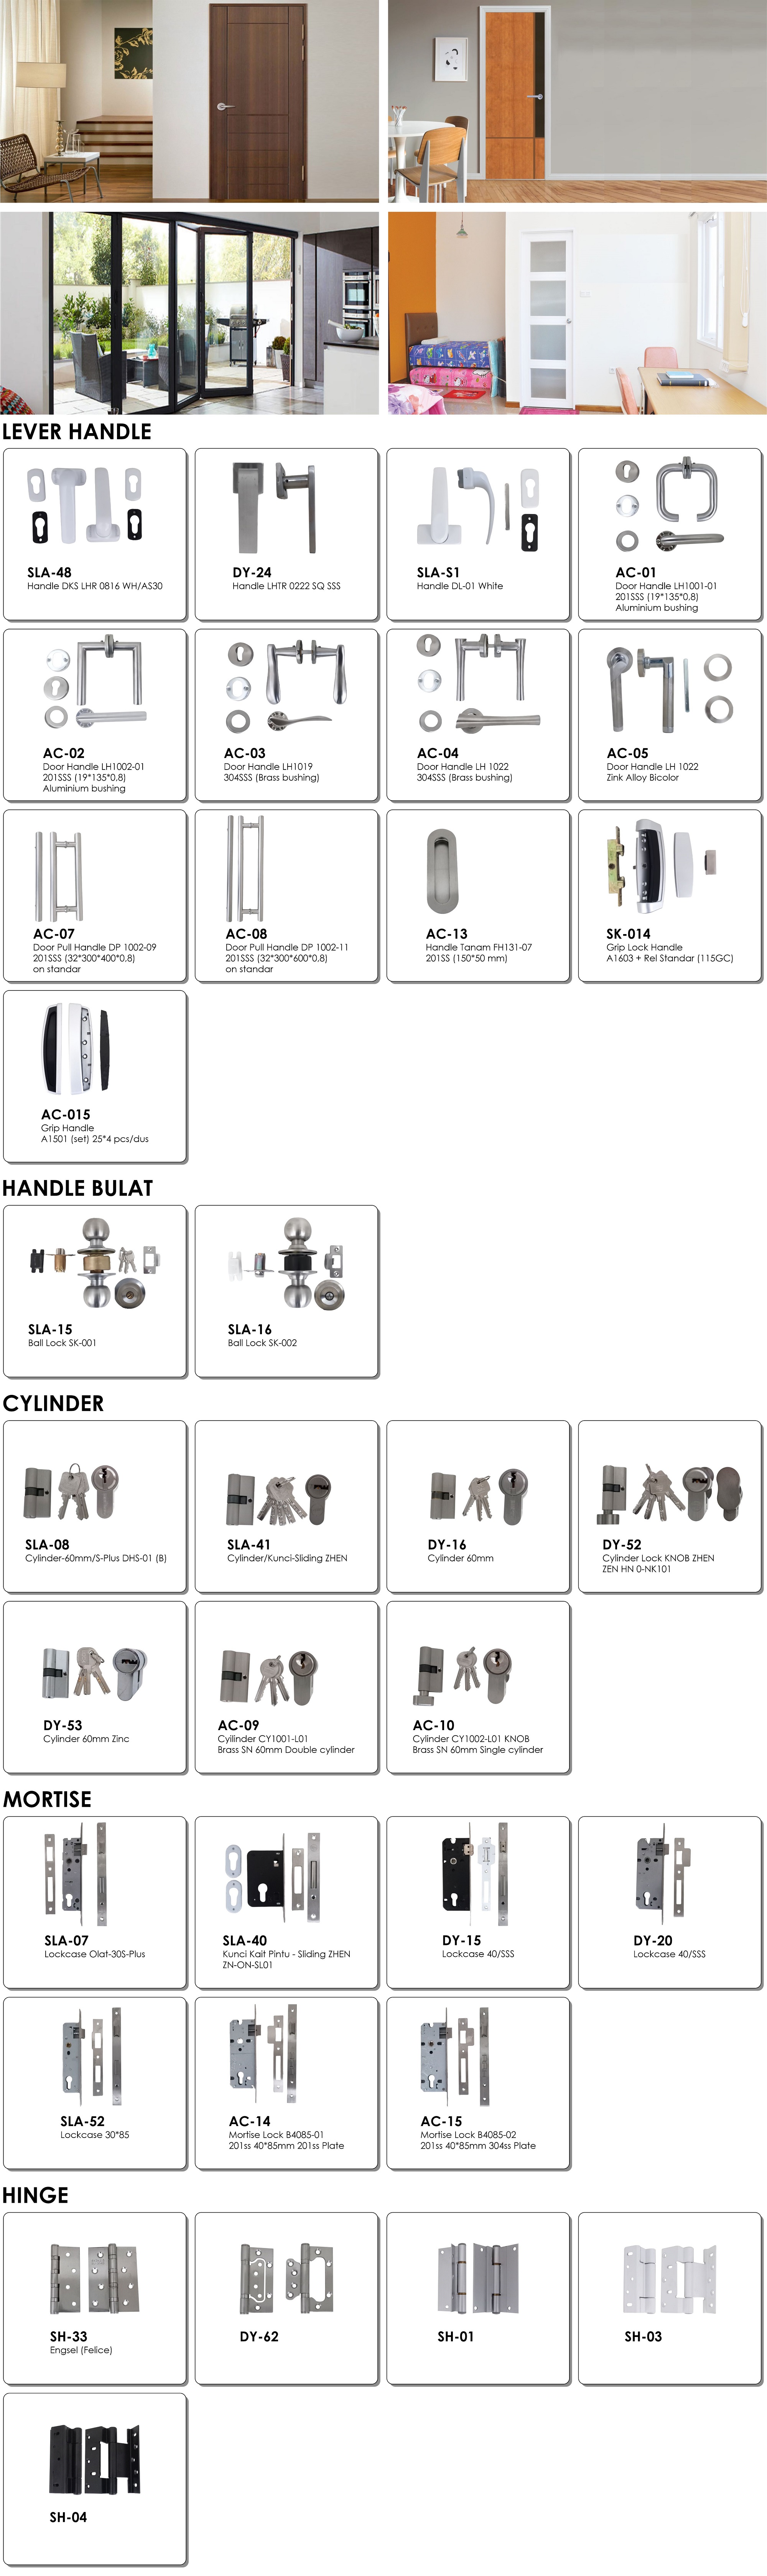 LEVER HANDLE
SLA-48
Handle DKS LHR 0816 WH/AS30
DY-24
Handle LHTR 0222 SQ SSS
SLA-S1
Handle DL-01 White
AC-01
Door Handle LH1001-01
201SSS (19*135*0,8)
Aluminium bushing
AC-02
Door Handle LH1002-01
201SSS (19*135*0,8)
Aluminium bushing
AC-03
Door Handle LH1019
304SSS (Brass bushing)
AC-04
Door Handle LH 1022
304SSS (Brass bushing)
AC-05
Door Handle LH 1022
Zink Alloy Bicolor
AC-07
Door Pull Handle DP 1002-09
201SSS (32*300*400*0.8)
on standar
AC-08
Door Pull Handle DP 1002-11
201SSS (32*300*600*0.8)
on standar
AC-13
Handle Tanam FH131-07
201SS (150*50 mm)
SK-014
Grip Lock Handle
A1603 + Rel Standar (115GC)
AC-015
Grip Handle
A1501 (set) 25*4 pcs/dus
HANDLE BULAT
SLA-15
Ball Lock SK-001
SLA-16
Ball Lock SK-002
CYLINDER
SLA-08
Cylinder-60mm/S-Plus DHS-01 (B)
SLA-41
Cylinder/Kunci-Sliding ZHEN
DY-16
Cylinder 60mm
DY-52
Cylinder Lock KNOB ZHEN
ZEN HN 0-NK101
DY-53
Cylinder 60mm Zinc
AC-09
Cyilinder CY1001-L01
Brass SN 60mm Double cylinder
AC-10
Cylinder CY1002-L01 KNOB
Brass SN 60mm Single cylinder
MORTISE
SLA-07
Lockcase Olat-30S-Plus
SLA-40
Kunci Kait Pintu - Sliding ZHEN
ZN-ON-SL01
DY-15
Lockcase 40/SSS
DY-20
Lockcase 40/SSS
SLA-52
Lockcase 30*85
AC-14
Mortise Lock B4085-01
201ss 40*85mm 201ss Plate
AC-15
Mortise Lock B4085-02
201ss 40*85mm 304ss Plate
HINGE
SH-33
Engsel (Felice)
DY-62
SH-01
SH-03
SH-04